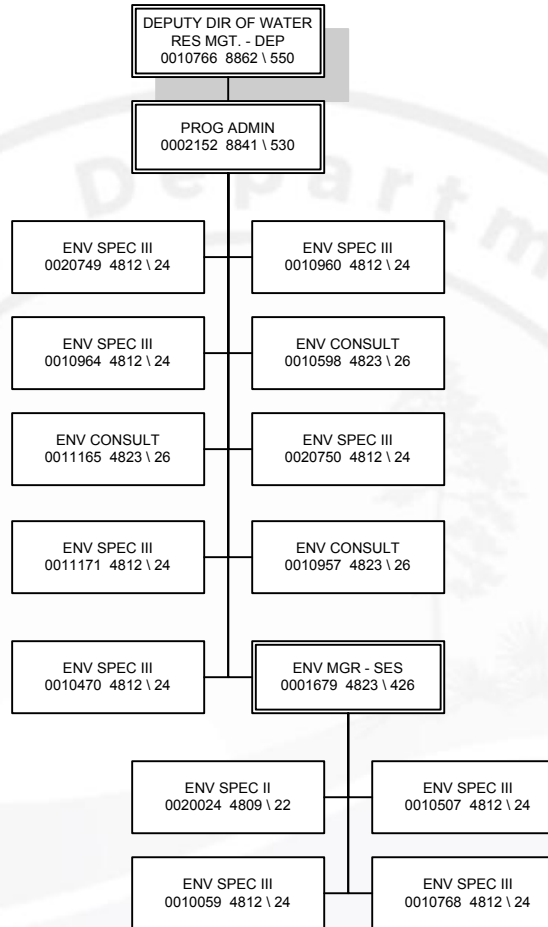 DEPUTY DIR OF WATER
RES MGT. - DEP
0010766 8862 \ 550
PROG ADMIN
0002152 8841 \ 530
ENV SPEC III
0020749 4812 \ 24
ENV SPEC III
0010960 4812 \ 24
ENV SPEC III
0010964 4812 \ 24
ENV CONSULT
0010598 4823 \ 26
ENV CONSULT
0011165 4823 \ 26
ENV SPEC III
0020750 4812 \ 24
ENV SPEC III
0011171 4812 \ 24
ENV CONSULT
0010957 4823 \ 26
ENV SPEC III
0010470 4812 \ 24
ENV MGR - SES
0001679 4823 \ 426
ENV SPEC II
0020024 4809 \ 22
ENV SPEC III
0010507 4812 \ 24
ENV SPEC III
0010059 4812 \ 24
ENV SPEC III
0010768 4812 \ 24
Departm